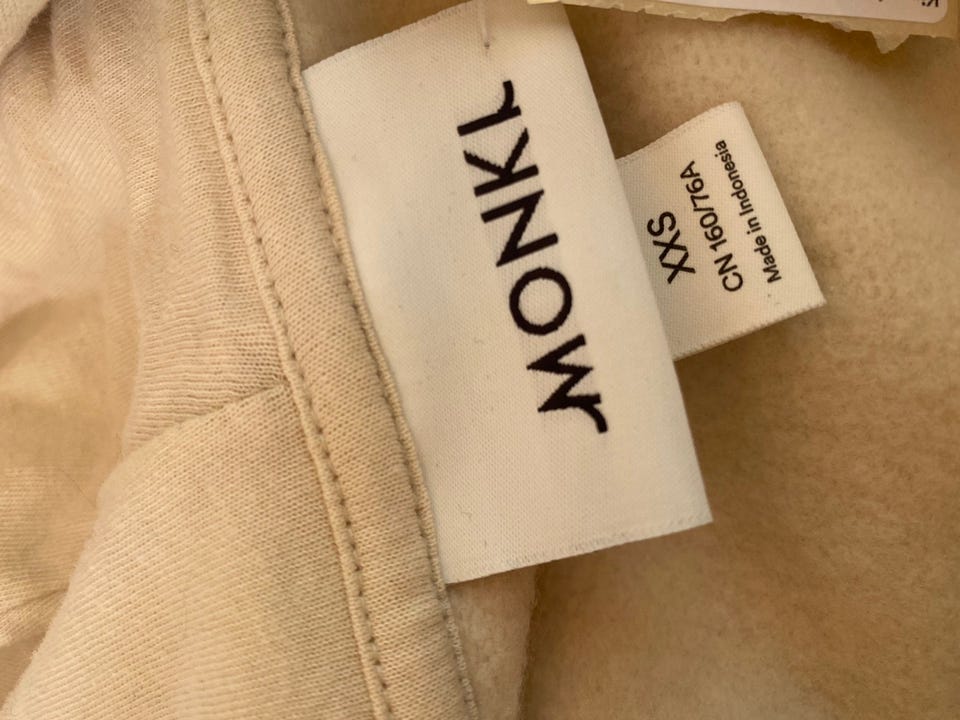 MONKI
XXS
CN 160/76A
Made in Indonesia